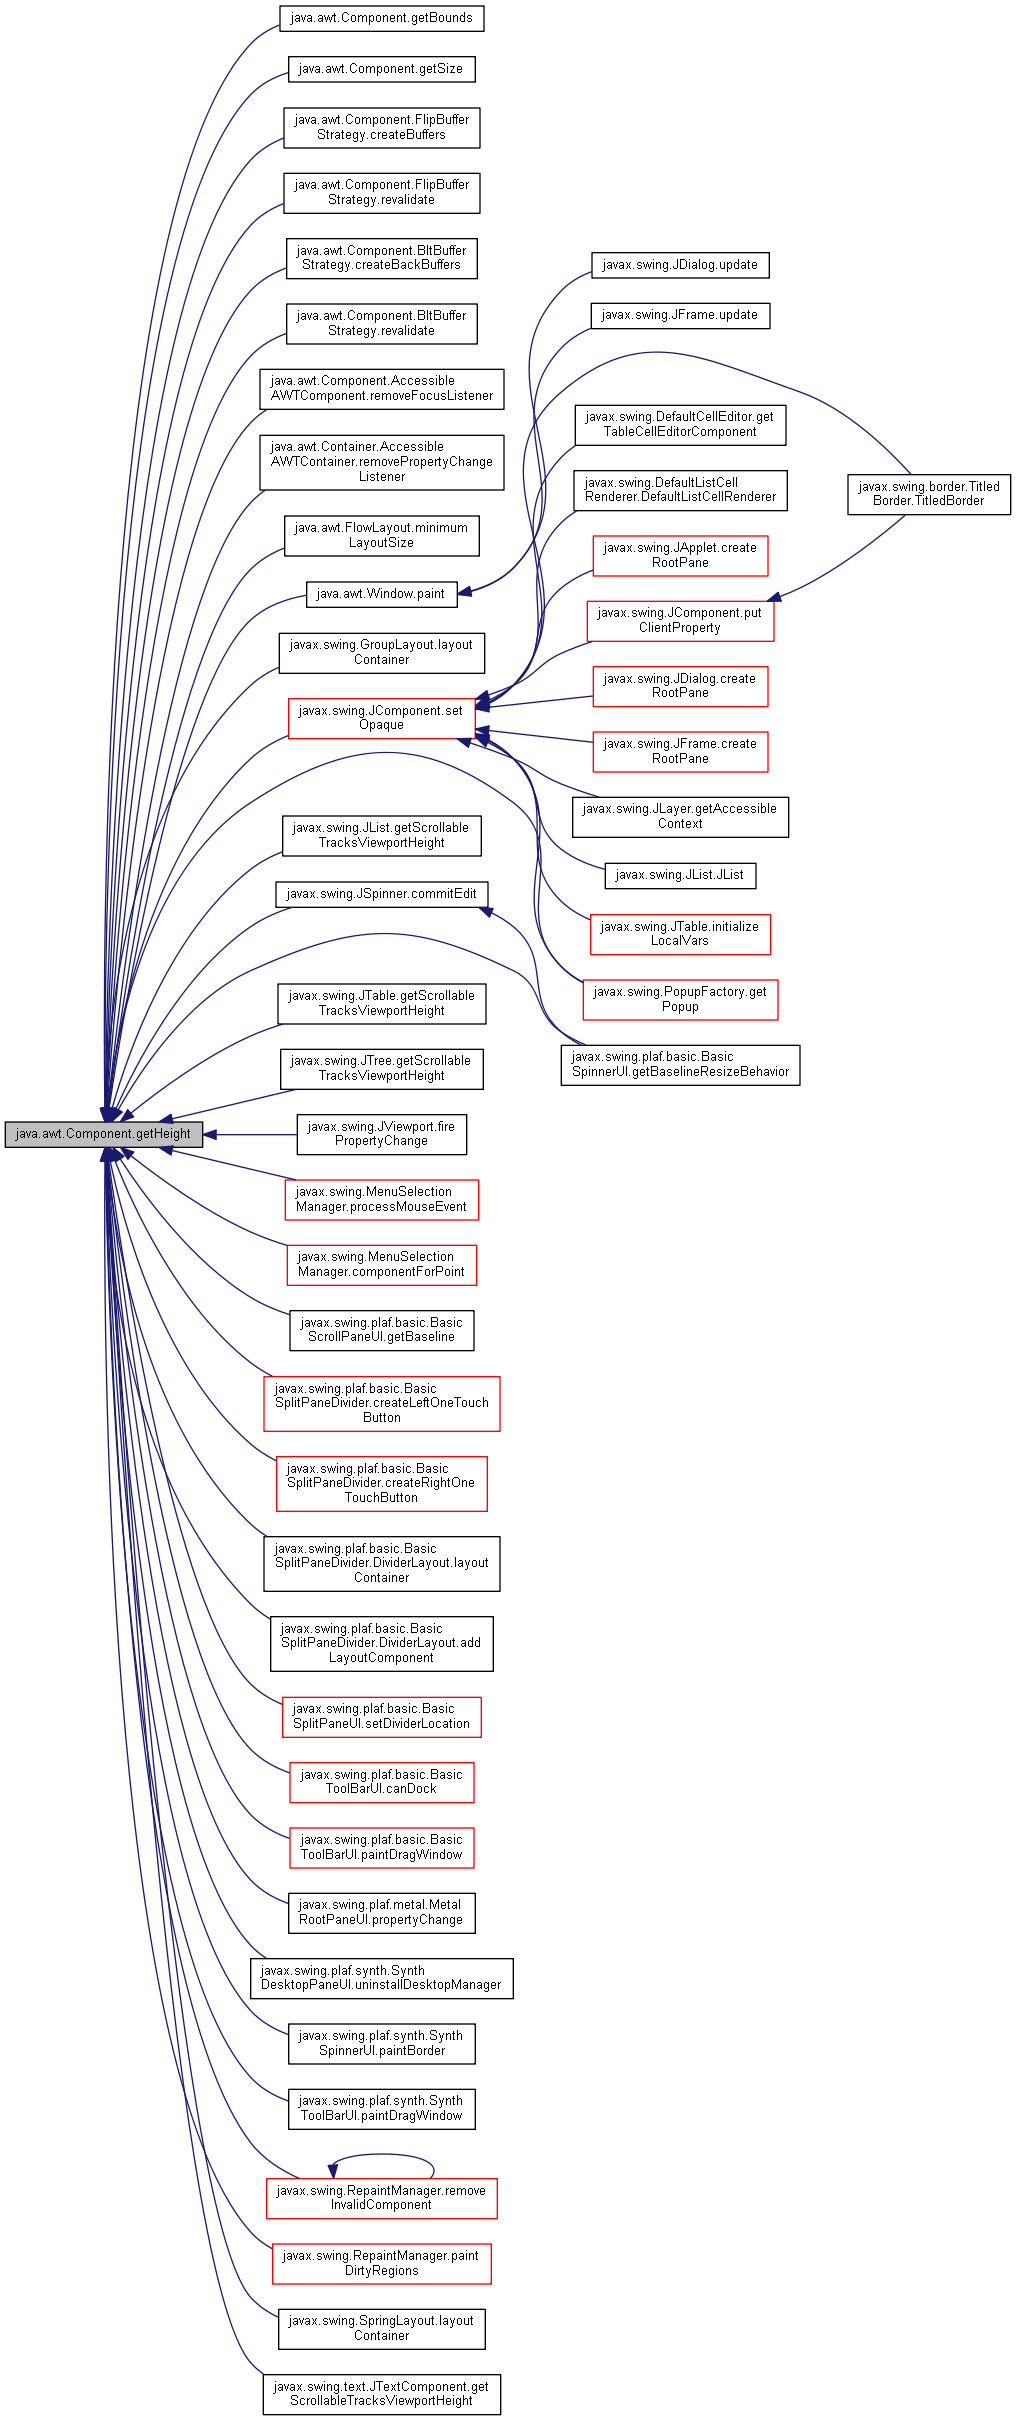 java.awt.Component.getBounds
java.awt.Component.getSize
java.awt.Component.FlipBuffer
Strategy.createBuffers
java.awt.Component.FlipBuffer
Strategy.revalidate
java.awt.Component.BltBuffer
Strategy.createBackBuffers
java.awt.Component.BltBuffer
Strategy.revalidate
java.awt.Component.Accessible
AWTComponent.removeFocusListener
java.awt.Container.Accessible
AWTContainer.removePropertyChange
Listener
java.awt.FlowLayout.minimum
LayoutSize
java.awt.Window.paint
javax.swing.GroupLayout.layout
Container
javax.swing.JComponent.set
Opaque
javax.swing.JList.getScrollable
TracksViewportHeight
javax.swing.JSpinner.commitEdit
javax.swing.JTable.getScrollable
TracksViewportHeight
javax.swing.JTree.getScrollable
TracksViewportHeight
java.awt.Component.getHeight
javax.swing.JViewport.fire
PropertyChange
javax.swing.MenuSelection
Manager.processMouseEvent
javax.swing.MenuSelection
Manager.componentForPoint
javax.swing.plaf.basic.Basic
ScrollPaneUI.getBaseline
javax.swing.plaf.basic.Basic
SplitPaneDivider.createLeftOneTouch
Button
javax.swing.plaf.basic.Basic
SplitPaneDivider.createRightOne
TouchButton
javax.swing.plaf.basic.Basic
SplitPaneDivider.DividerLayout.layout
Container
javax.swing.plaf.basic.Basic
SplitPaneDivider.DividerLayout.add
LayoutComponent
javax.swing.plaf.basic.Basic
SplitPaneUI.setDividerLocation
javax.swing.plaf.basic.Basic
ToolBarUI.canDock
javax.swing.plaf.basic.Basic
ToolBarUI.paintDragWindow
javax.swing.plaf.metal.Metal
RootPaneUI.propertyChange
javax.swing.plaf.synth.Synth
DesktopPaneUI.uninstallDesktopManager
javax.swing.plaf.synth.Synth
SpinnerUI.paintBorder
javax.swing.plaf.synth.Synth
ToolBarUI.paintDragWindow
javax.swing.RepaintManager.remove
InvalidComponent
javax.swing.RepaintManager.paint
DirtyRegions
javax.swing.SpringLayout.layout
Container
javax.swing.text.JTextComponent.get
ScrollableTracksViewportHeight
javax.swing.JDialog.update
javax.swing.JFrame.update
javax.swing.DefaultCellEditor.get
TableCellEditorComponent
javax.swing.DefaultListCell
Renderer.DefaultListCellRenderer
javax.swing.JApplet.create
RootPane
javax.swing.JComponent.put
ClientProperty
javax.swing.JDialog.create
RootPane
javax.swing.JFrame.create
RootPane
javax.swing.JLayer.getAccessible
Context
javax.swing.JList.JList
javax.swing.JTable.initialize
LocalVars
javax.swing.PopupFactory.get
Popup
javax.swing.plaf.basic.Basic
SpinnerUI.getBaselineResizeBehavior
javax.swing.border.Titled
Border.TitledBorder